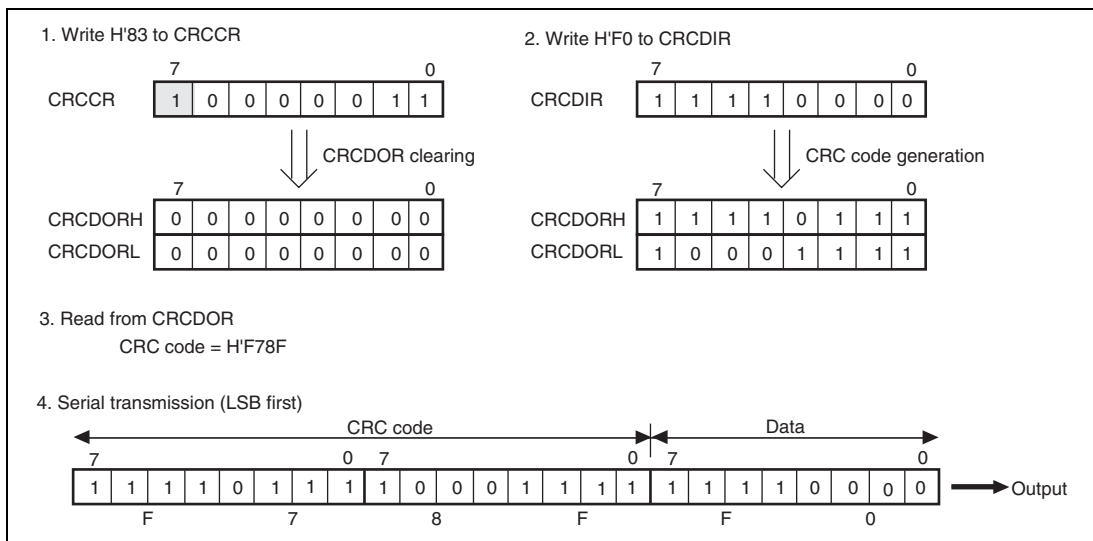 1. Write H'83 to CRCCR
7 0
CRCCR 1 0 0 0 0 0 1 1
CRCDOR clearing
7 0
CRCDORH 0 0 0 0 0 0 0 0
CRCDORL 0 0 0 0 0 0 0 0
2. Write H'F0 to CRCDIR
7 0
CRCDIR 1 1 1 1 0 0 0 0
CRC code generation
7 0
CRCDORH 1 1 1 1 0 1 1 1
CRCDORL 1 0 0 0 1 1 1 1
3. Read from CRCDOR
CRC code = H'F78F
4. Serial transmission (LSB first)
CRC code Data
7 0 7 0 7 0
1 1 1 1 0 1 1 1 1 0 0 0 1 1 1 1 1 1 1 1 0 0 0 0 Output
F 7 8 F F 0